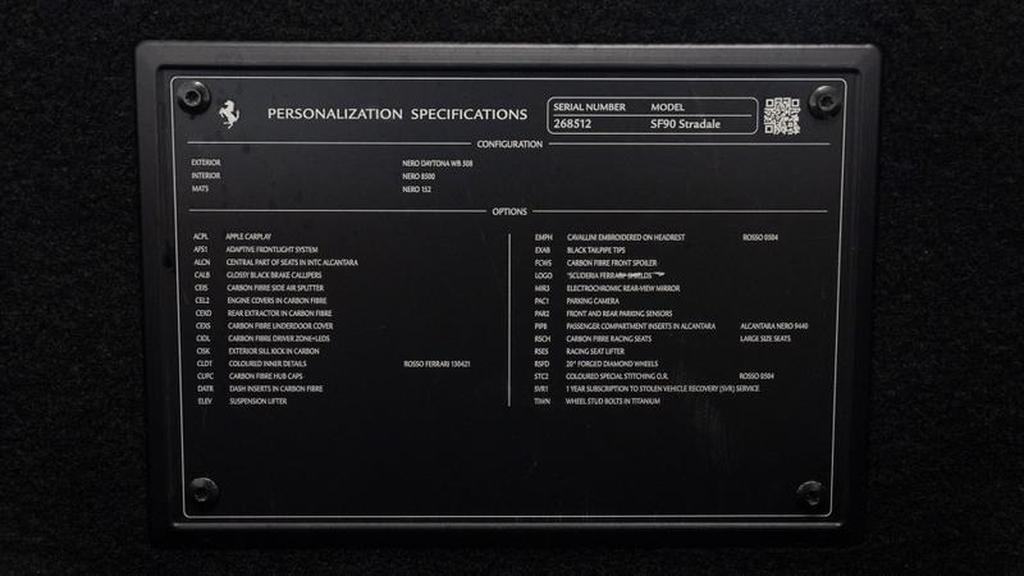 PERSONALIZATION SPECIFICATIONS
SERIAL NUMBER MODEL
268512 SF90 Stradale
CONFIGURATION
EXTERIOR NERO DAYTONA WB 508
INTERIOR NERO 8500
MATS NERO 152
OPTIONS
ACPL APPLE CARPLAY
AFS1 ADAPTIVE FRONTLIGHT SYSTEM
ALCN CENTRAL PART OF SEATS IN INTC ALCANTARA
CALB GLOSSY BLACK BRAKE CALLIPERS
CEIS CARBON FIBRE SIDE AIR SPLITTER
CEL2 ENGINE COVERS IN CARBON FIBRE
CEXD REAR EXTRACTOR IN CARBON FIBRE
CEXS CARBON FIBRE UNDERDOOR COVER
CIDL CARBON FIBRE DRIVER ZONE+LEDS
CISK EXTERIOR SILL KICK IN CARBON
CLDT COLOURED INNER DETAILS ROSSO FERRARI 130421
CUPC CARBON FIBRE HUB CAPS
DATR DASH INSERTS IN CARBON FIBRE
ELEV SUSPENSION LIFTER
EMPH CAVALLINI EMBROIDERED ON HEADREST ROSSO 0504
EXAB BLACK TAILPIPE TIPS
FCWS CARBON FIBRE FRONT SPOILER
LOGO "SCUDERIA FERRARI" SHIELDS
MIR3 ELECTROCHROMIC REAR-VIEW MIRROR
PAC1 PARKING CAMERA
PAR2 FRONT AND REAR PARKING SENSORS
PIP8 PASSENGER COMPARTMENT INSERTS IN ALCANTARA ALCANTARA NERO 9440
RSCH CARBON FIBRE RACING SEATS LARGE SIZE SEATS
RSES RACING SEAT LIFTER
RSFD 20" FORGED DIAMOND WHEELS
STC2 COLOURED SPECIAL STITCHING O.R. ROSSO 0504
SVR1 1 YEAR SUBSCRIPTION TO STOLEN VEHICLE RECOVERY (SVR) SERVICE
TIWN WHEEL STUD BOLTS IN TITANIUM